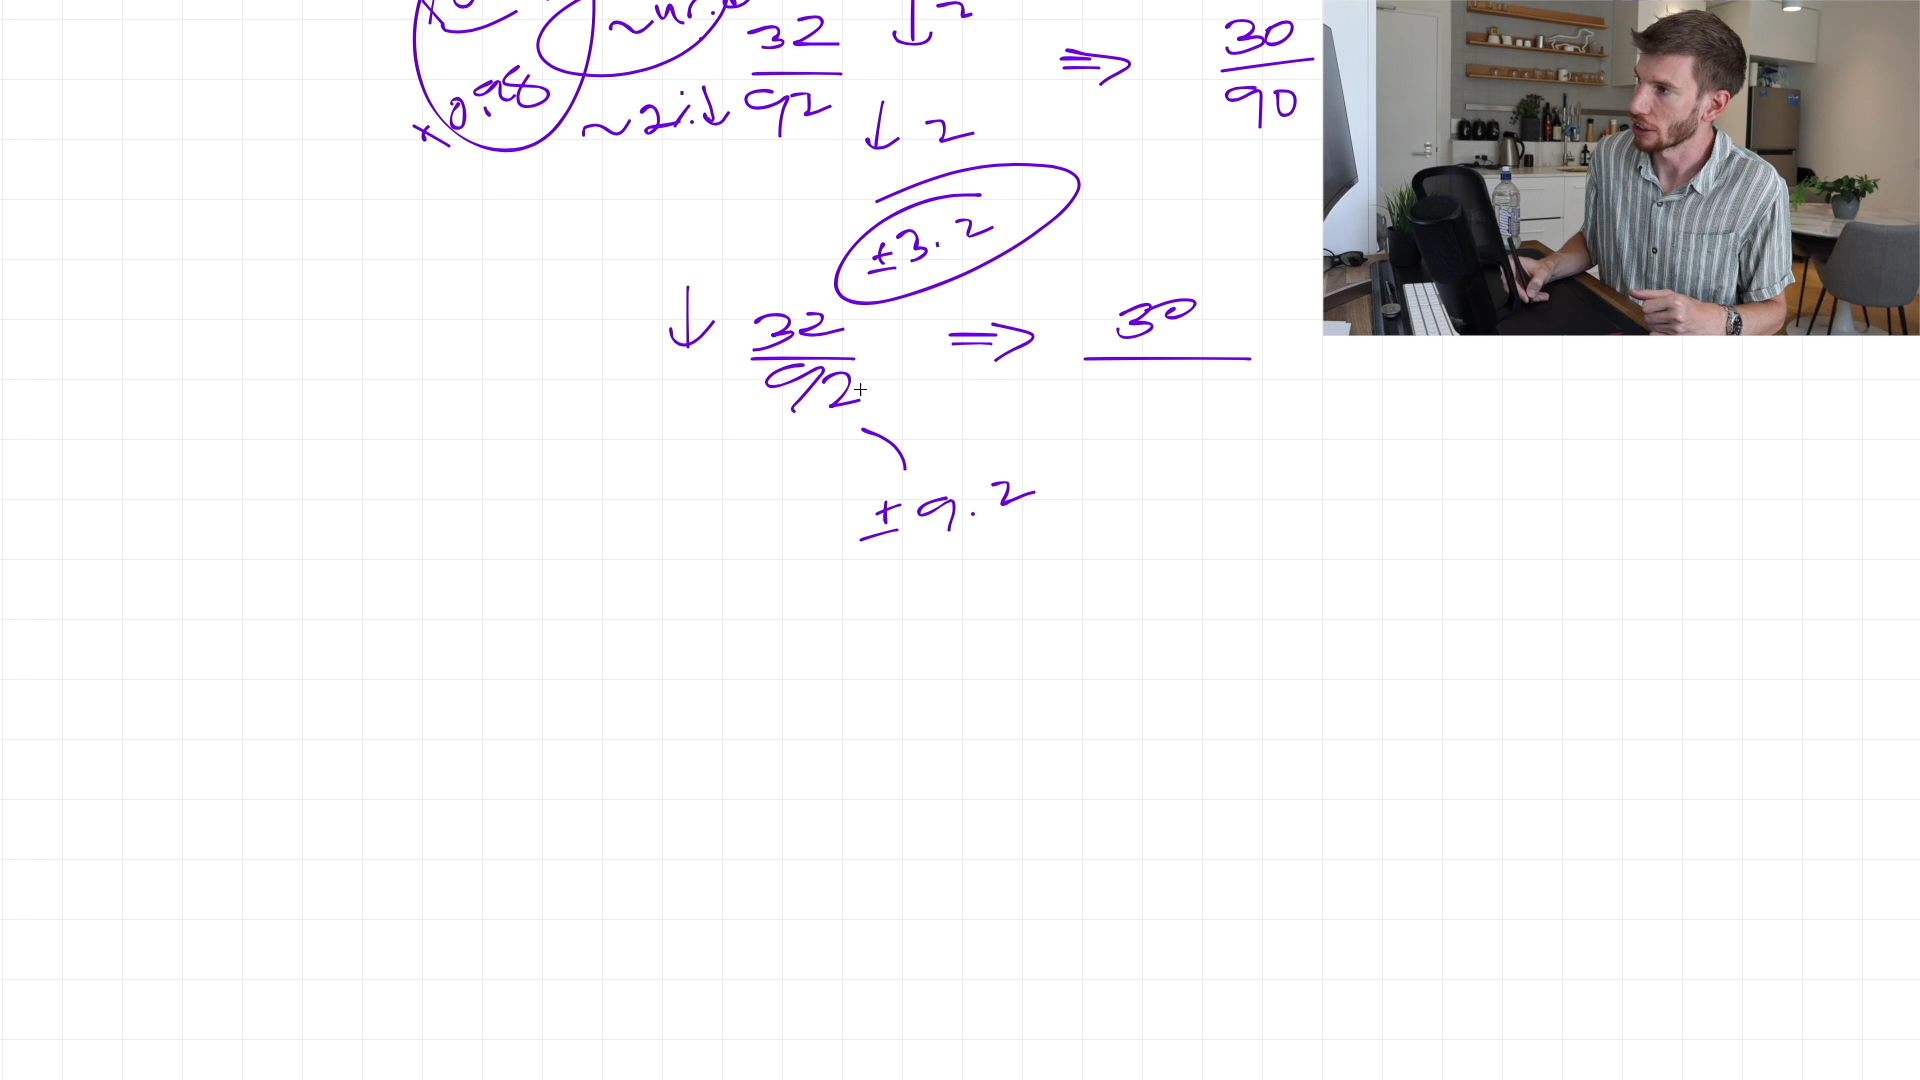 32 ↓ 2
× 0.98 ~ 2%↓ 92 ⇒ 30
90
↓ 2
± 3.2
↓ 32 ⇒ 30
92
± 9.2